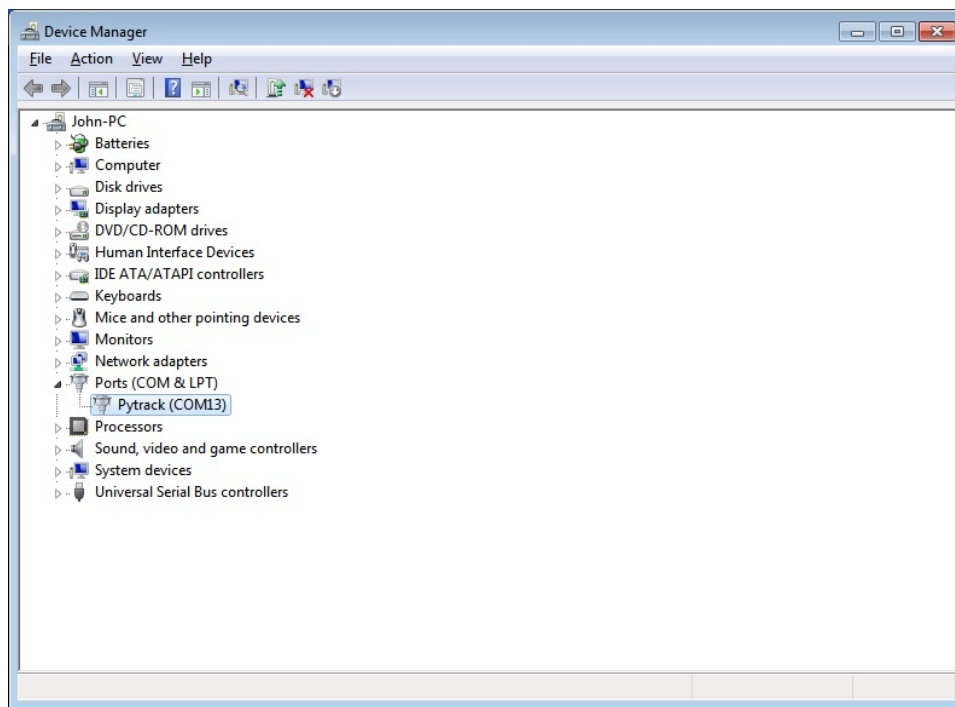 Device Manager
File Action View Help
John-PC
Batteries
Computer
Disk drives
Display adapters
DVD/CD-ROM drives
Human Interface Devices
IDE ATA/ATAPI controllers
Keyboards
Mice and other pointing devices
Monitors
Network adapters
Ports (COM & LPT)
Pytrack (COM13)
Processors
Sound, video and game controllers
System devices
Universal Serial Bus controllers